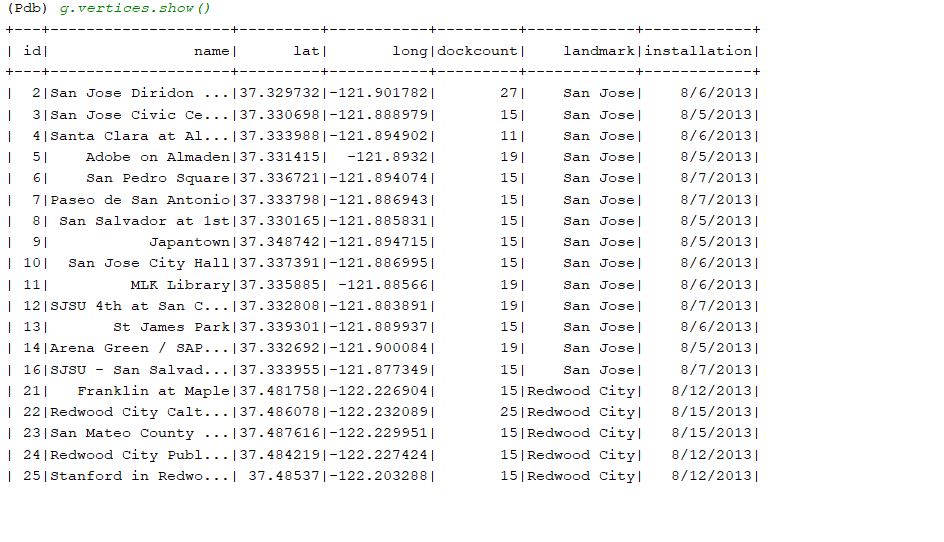 (Pdb) g.vertices.show()
+---+--------------------+---------+-----------+---------+------------+------------+
| id|                name|      lat|       long|dockcount|    landmark|installation|
+---+--------------------+---------+-----------+---------+------------+------------+
|  2|San Jose Diridon ...|37.329732|-121.901782|       27|    San Jose|    8/6/2013|
|  3|San Jose Civic Ce...|37.330698|-121.888979|       15|    San Jose|    8/5/2013|
|  4|Santa Clara at Al...|37.333988|-121.894902|       11|    San Jose|    8/6/2013|
|  5|    Adobe on Almaden|37.331415|  -121.8932|       19|    San Jose|    8/5/2013|
|  6|    San Pedro Square|37.336721|-121.894074|       15|    San Jose|    8/7/2013|
|  7|Paseo de San Antonio|37.333798|-121.886943|       15|    San Jose|    8/7/2013|
|  8| San Salvador at 1st|37.330165|-121.885831|       15|    San Jose|    8/5/2013|
|  9|           Japantown|37.348742|-121.894715|       15|    San Jose|    8/5/2013|
| 10|  San Jose City Hall|37.337391|-121.886995|       15|    San Jose|    8/6/2013|
| 11|         MLK Library|37.335885| -121.88566|       19|    San Jose|    8/6/2013|
| 12|SJSU 4th at San C...|37.332808|-121.883891|       19|    San Jose|    8/7/2013|
| 13|       St James Park|37.339301|-121.889937|       15|    San Jose|    8/6/2013|
| 14|Arena Green / SAP...|37.332692|-121.900084|       19|    San Jose|    8/5/2013|
| 16|SJSU - San Salvad...|37.333955|-121.877349|       15|    San Jose|    8/7/2013|
| 21|   Franklin at Maple|37.481758|-122.226904|       15|Redwood City|   8/12/2013|
| 22|Redwood City Calt...|37.486078|-122.232089|       25|Redwood City|   8/15/2013|
| 23|San Mateo County ...|37.487616|-122.229951|       15|Redwood City|   8/15/2013|
| 24|Redwood City Publ...|37.484219|-122.227424|       15|Redwood City|   8/12/2013|
| 25|Stanford in Redwo...| 37.48537|-122.203288|       15|Redwood City|   8/12/2013|